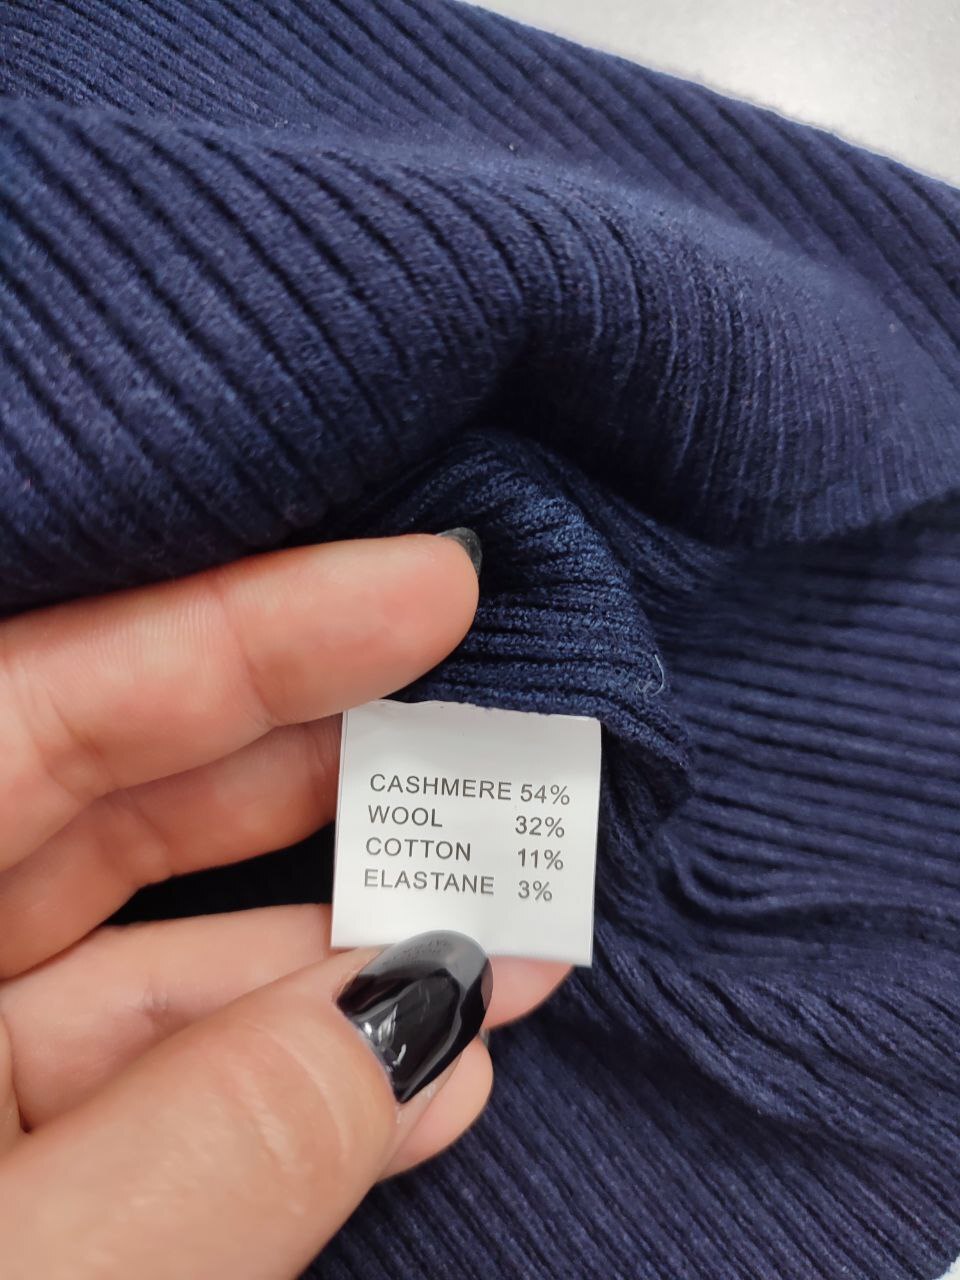 CASHMERE 54%
WOOL 32%
COTTON 11%
ELASTANE 3%